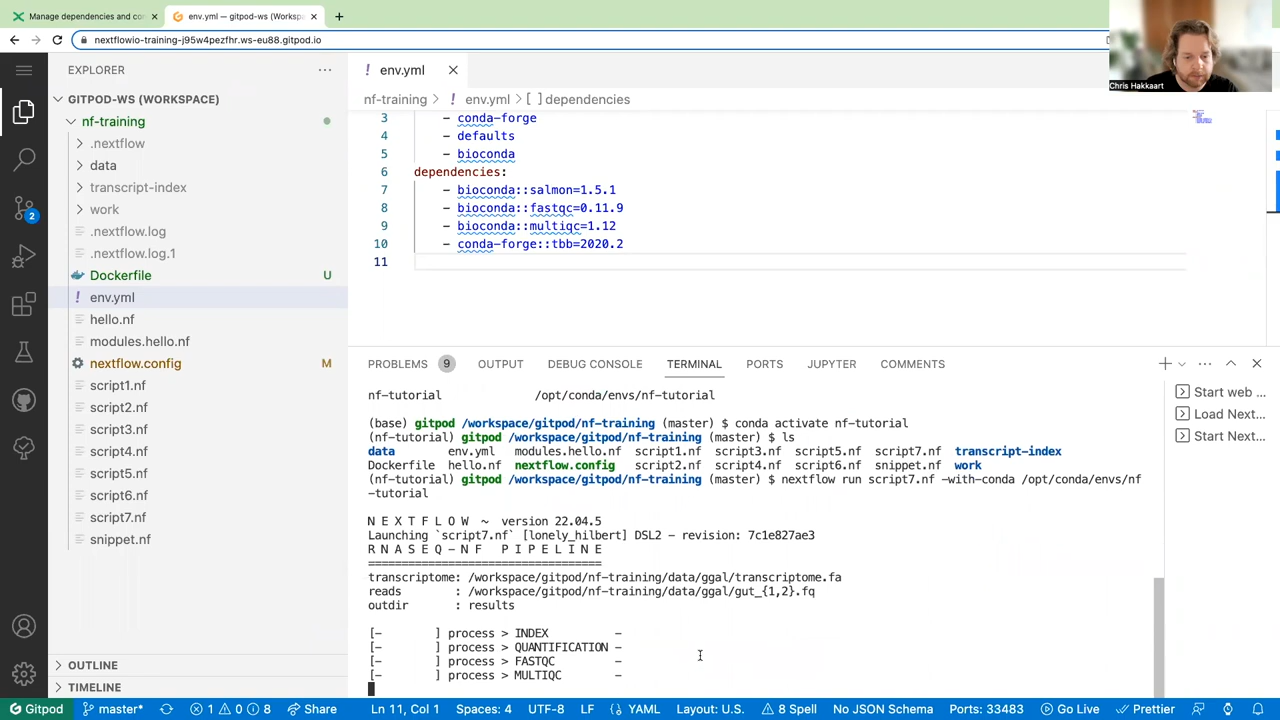 Manage dependencies and con
env.yml — gitpod-ws (Workspa
nextflowio-training-j95w4pezfhr.ws-eu88.gitpod.io
Chris Hakkaart
EXPLORER
GITPOD-WS (WORKSPACE)
nf-training
.nextflow
data
transcript-index
work
.nextflow.log
.nextflow.log.1
Dockerfile U
env.yml
hello.nf
modules.hello.nf
nextflow.config M
script1.nf
script2.nf
script3.nf
script4.nf
script5.nf
script6.nf
script7.nf
snippet.nf
OUTLINE
TIMELINE
2
env.yml
nf-training > env.yml > [ ] dependencies
3 - conda-forge
4 - defaults
5 - bioconda
6 dependencies:
7 - bioconda::salmon=1.5.1
8 - bioconda::fastqc=0.11.9
9 - bioconda::multiqc=1.12
10 - conda-forge::tbb=2020.2
11
PROBLEMS 9 OUTPUT DEBUG CONSOLE TERMINAL PORTS JUPYTER COMMENTS
nf-tutorial /opt/conda/envs/nf-tutorial
(base) gitpod /workspace/gitpod/nf-training (master) $ conda activate nf-tutorial
(nf-tutorial) gitpod /workspace/gitpod/nf-training (master) $ ls
data env.yml modules.hello.nf script1.nf script3.nf script5.nf script7.nf transcript-index
Dockerfile hello.nf nextflow.config script2.nf script4.nf script6.nf snippet.nf work
(nf-tutorial) gitpod /workspace/gitpod/nf-training (master) $ nextflow run script7.nf -with-conda /opt/conda/envs/nf
-tutorial
N E X T F L O W ~ version 22.04.5
Launching `script7.nf` [lonely_hilbert] DSL2 - revision: 7c1e827ae3
R N A S E Q - N F P I P E L I N E
===================================
transcriptome: /workspace/gitpod/nf-training/data/ggal/transcriptome.fa
reads : /workspace/gitpod/nf-training/data/ggal/gut_{1,2}.fq
outdir : results
[- ] process > INDEX -
[- ] process > QUANTIFICATION -
[- ] process > FASTQC -
[- ] process > MULTIQC -
Start web ...
Load Next...
Start Next...
Gitpod master* 1 0 8 Share Ln 11, Col 1 Spaces: 4 UTF-8 LF YAML Layout: U.S. 8 Spell No JSON Schema Ports: 33483 Go Live Prettier